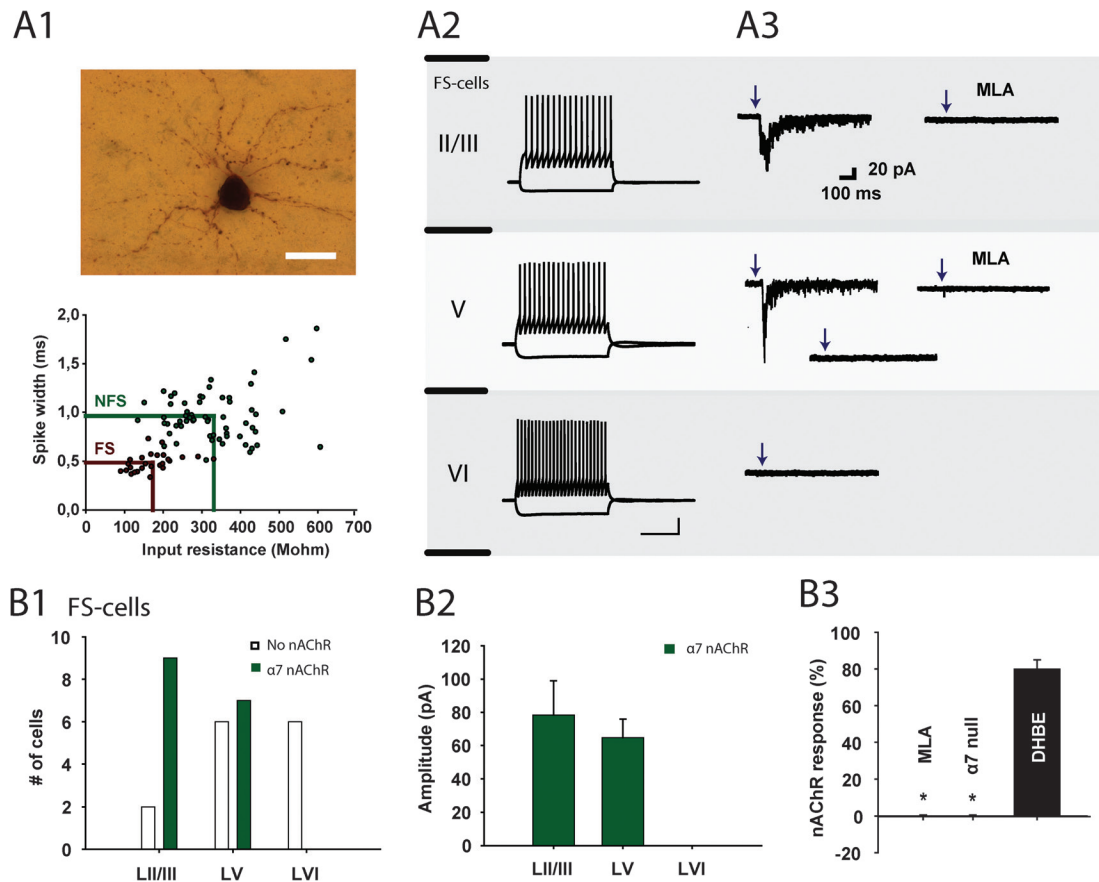 A1
A2
A3
FS-cells
II/III
MLA
20 pA
100 ms
V
MLA
VI
2,0
1,5
1,0
0,5
0,0
Spike width (ms)
NFS
FS
0 100 200 300 400 500 600 700
Input resistance (Mohm)
B1 FS-cells
10
8
6
4
2
0
# of cells
No nAChR
α7 nAChR
LII/III LV LVI
B2
120
100
80
60
40
20
0
Amplitude (pA)
α7 nAChR
LII/III LV LVI
B3
100
80
60
40
20
0
-20
nAChR response (%)
MLA
*
α7 null
*
DHBE